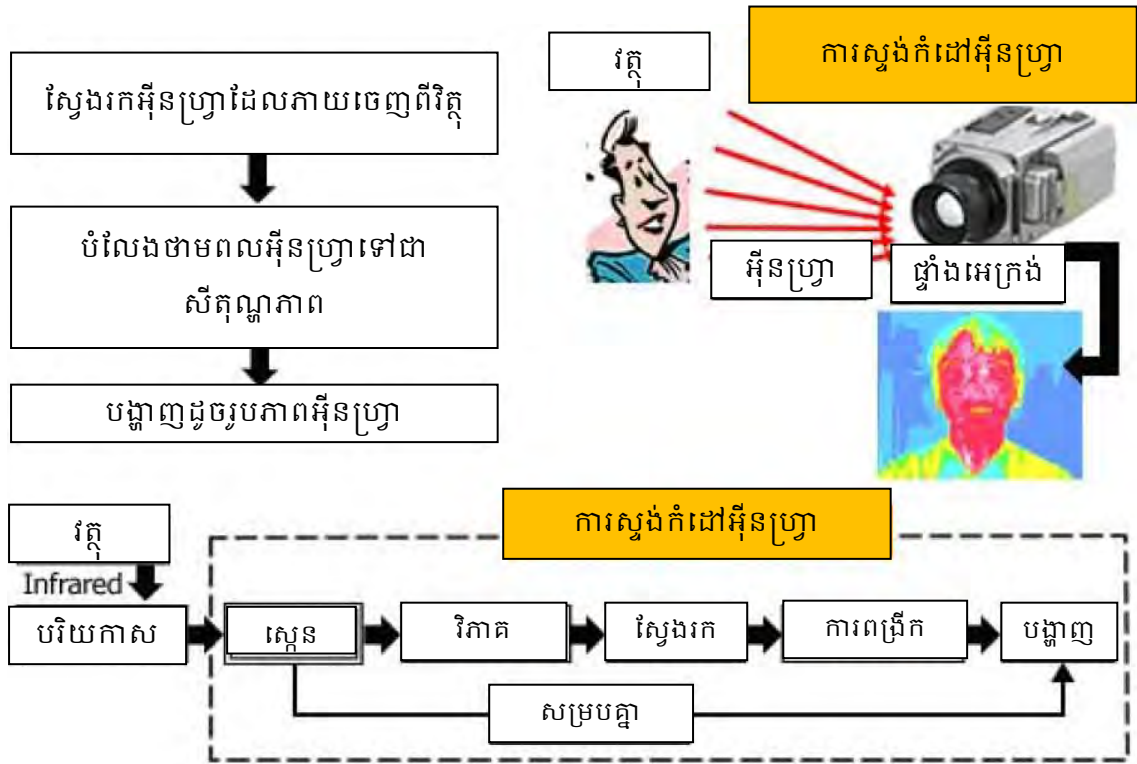 ស្វែងរកអ៊ីនហ្រ្វាដែលភាយចេញពីវិត្ថុ
បំលែងថាមពលអ៊ីនហ្រ្វាទៅជា
សីតុណ្ហភាព
បង្ហាញដូចរូបភាពអ៊ីនហ្រ្វា
វត្ថុ
ការស្ទង់កំដៅអ៊ីនហ្រ្វា
អ៊ីនហ្រ្វា
ផ្ទាំងអេក្រង់
ការស្ទង់កំដៅអ៊ីនហ្រ្វា
វត្ថុ
Infrared
បរិយកាស
ស្កេន
វិភាគ
ស្វែងរក
ការពង្រីក
បង្ហាញ
សម្របគ្នា